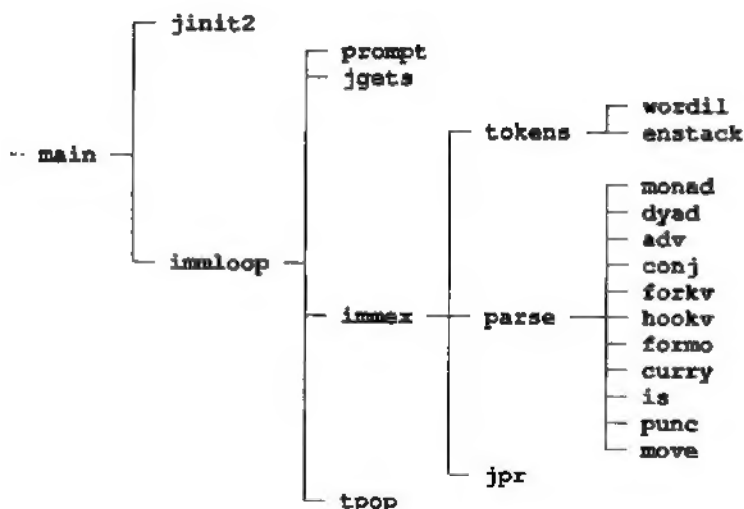 jinit2
prompt
jgets
wordil
tokens
enstack
main
monad
dyad
adv
immloop
conj
forkv
immex
parse
hookv
formo
curry
is
punc
move
jpr
tpop